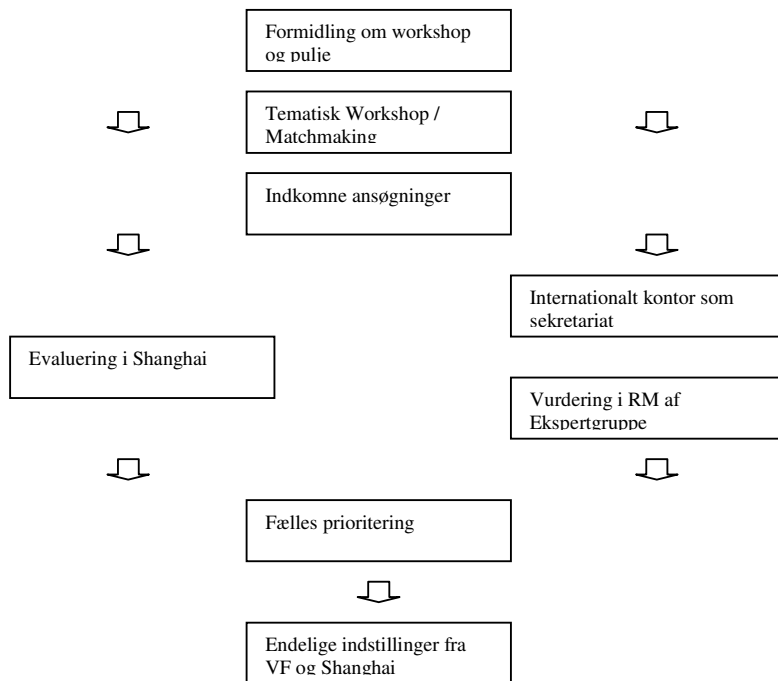 Formidling om workshop
og pulje
Tematisk Workshop /
Matchmaking
Indkomne ansøgninger
Internationalt kontor som
sekretariat
Evaluering i Shanghai
Vurdering i RM af
Ekspertgruppe
Fælles prioritering
Endelige indstillinger fra
VF og Shanghai